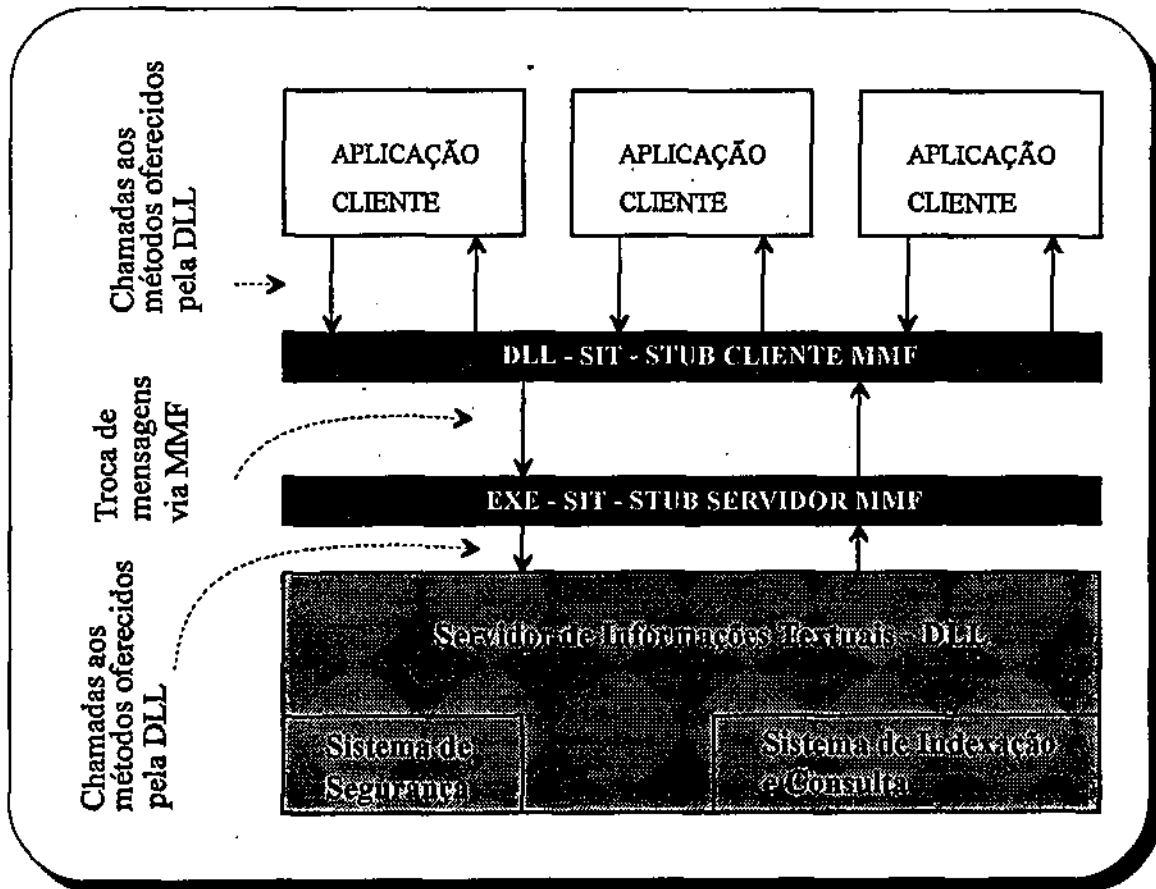 Chamadas aos
métodos oferecidos
pela DLL
APLICAÇÃO
CLIENTE
APLICAÇÃO
CLIENTE
APLICAÇÃO
CLIENTE
DLL - SIT - STUB CLIENTE MMF
Troca de
mensagens
via MMF
EXE - SIT - STUB SERVIDOR MMF
Chamadas aos
métodos oferecidos
pela DLL
Servidor de Informações Textuais - DLL
Sistema de
Segurança
Sistema de Indexação
e Consulta